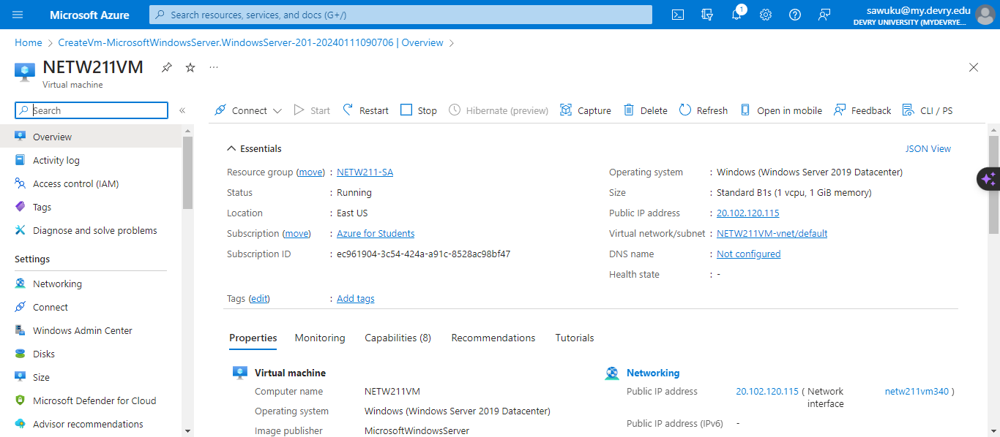 Microsoft Azure
Search resources, services, and docs (G+/)
1
sawuku@my.devry.edu
DEVRY UNIVERSITY (MYDEVRYE...
Home > CreateVm-MicrosoftWindowsServer.WindowsServer-201-20240111090706 | Overview >
NETW211VM
Virtual machine
Search
Connect Start Restart Stop Hibernate (preview) Capture Delete Refresh Open in mobile Feedback CLI / PS
Overview
Activity log
Access control (IAM)
Tags
Diagnose and solve problems
Settings
Networking
Connect
Windows Admin Center
Disks
Size
Microsoft Defender for Cloud
Advisor recommendations
Essentials
JSON View
Resource group (move) : NETW211-SA
Status : Running
Location : East US
Subscription (move) : Azure for Students
Subscription ID : ec961904-3c54-424a-a91c-8528ac98bf47
Operating system : Windows (Windows Server 2019 Datacenter)
Size : Standard B1s (1 vcpu, 1 GiB memory)
Public IP address : 20.102.120.115
Virtual network/subnet : NETW211VM-vnet/default
DNS name : Not configured
Health state : -
Tags (edit) : Add tags
Properties Monitoring Capabilities (8) Recommendations Tutorials
Virtual machine
Computer name NETW211VM
Operating system Windows (Windows Server 2019 Datacenter)
Image publisher MicrosoftWindowsServer
Networking
Public IP address 20.102.120.115 ( Network interface netw211vm340 )
Public IP address (IPv6) -